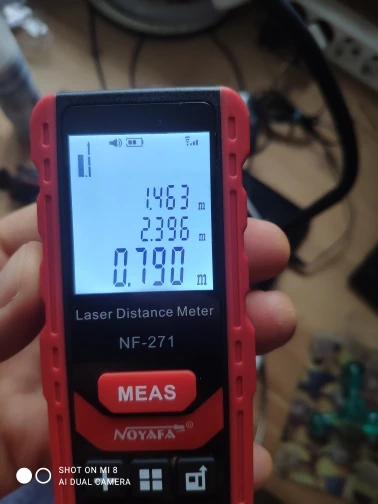 1.463 m
2.396 m
0.790 m
Laser Distance Meter
NF-271
MEAS
NOYAFA®
SHOT ON MI 8
AI DUAL CAMERA